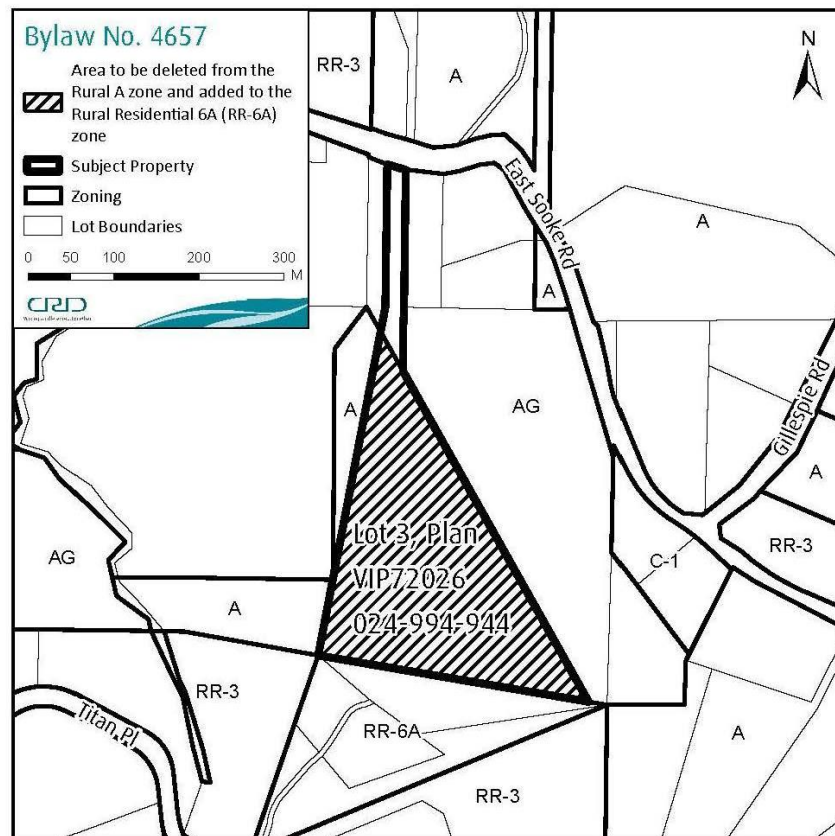 Bylaw No. 4657
Area to be deleted from the
Rural A zone and added to the
Rural Residential 6A (RR-6A)
zone
Subject Property
Zoning
Lot Boundaries
0 50 100 200 300
M
CRD
N
RR-3
A
East Sooke Rd
A
A
Gillespie Rd
A
AG
A
RR-3
C-1
Lot 3, Plan
VIP72026
024-994-944
AG
A
RR-3
Titan Pl
RR-6A
A
RR-3